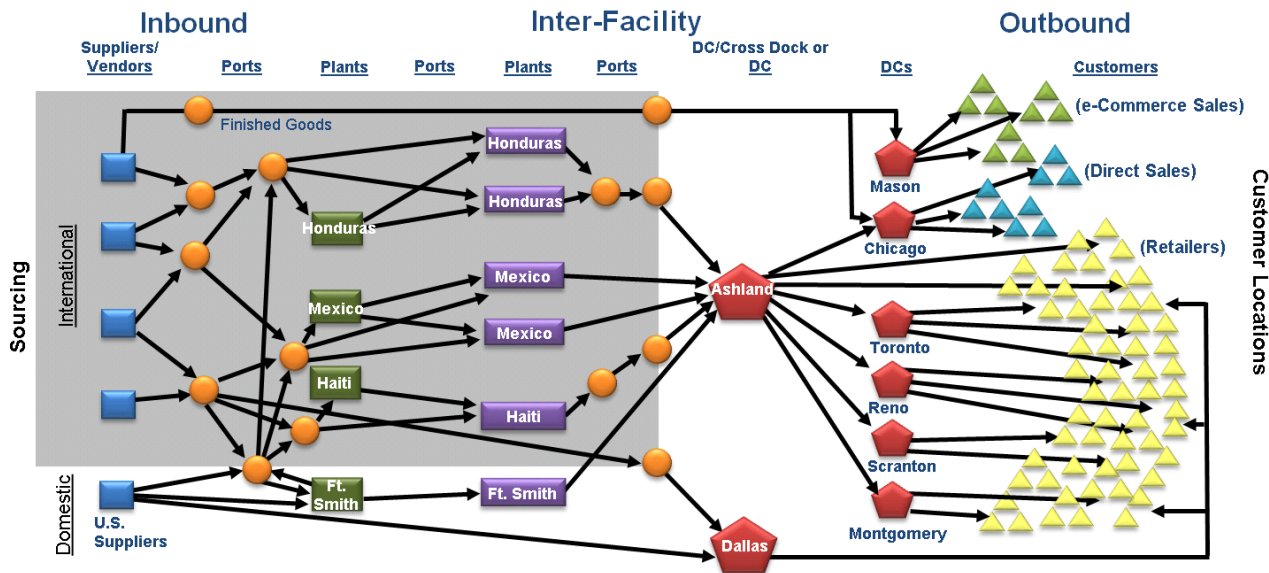 Inbound
Inter-Facility
Outbound
Suppliers/
Vendors
Ports
Plants
Ports
Plants
Ports
DC/Cross Dock or
DC
DCs
Customers
Finished Goods
(e-Commerce Sales)
Honduras
Mason
(Direct Sales)
Honduras
Honduras
Chicago
(Retailers)
Sourcing
International
Customer Locations
Mexico
Ashland
Mexico
Mexico
Toronto
Haiti
Reno
Haiti
Scranton
Domestic
Ft.
Smith
Ft. Smith
U.S.
Suppliers
Montgomery
Dallas